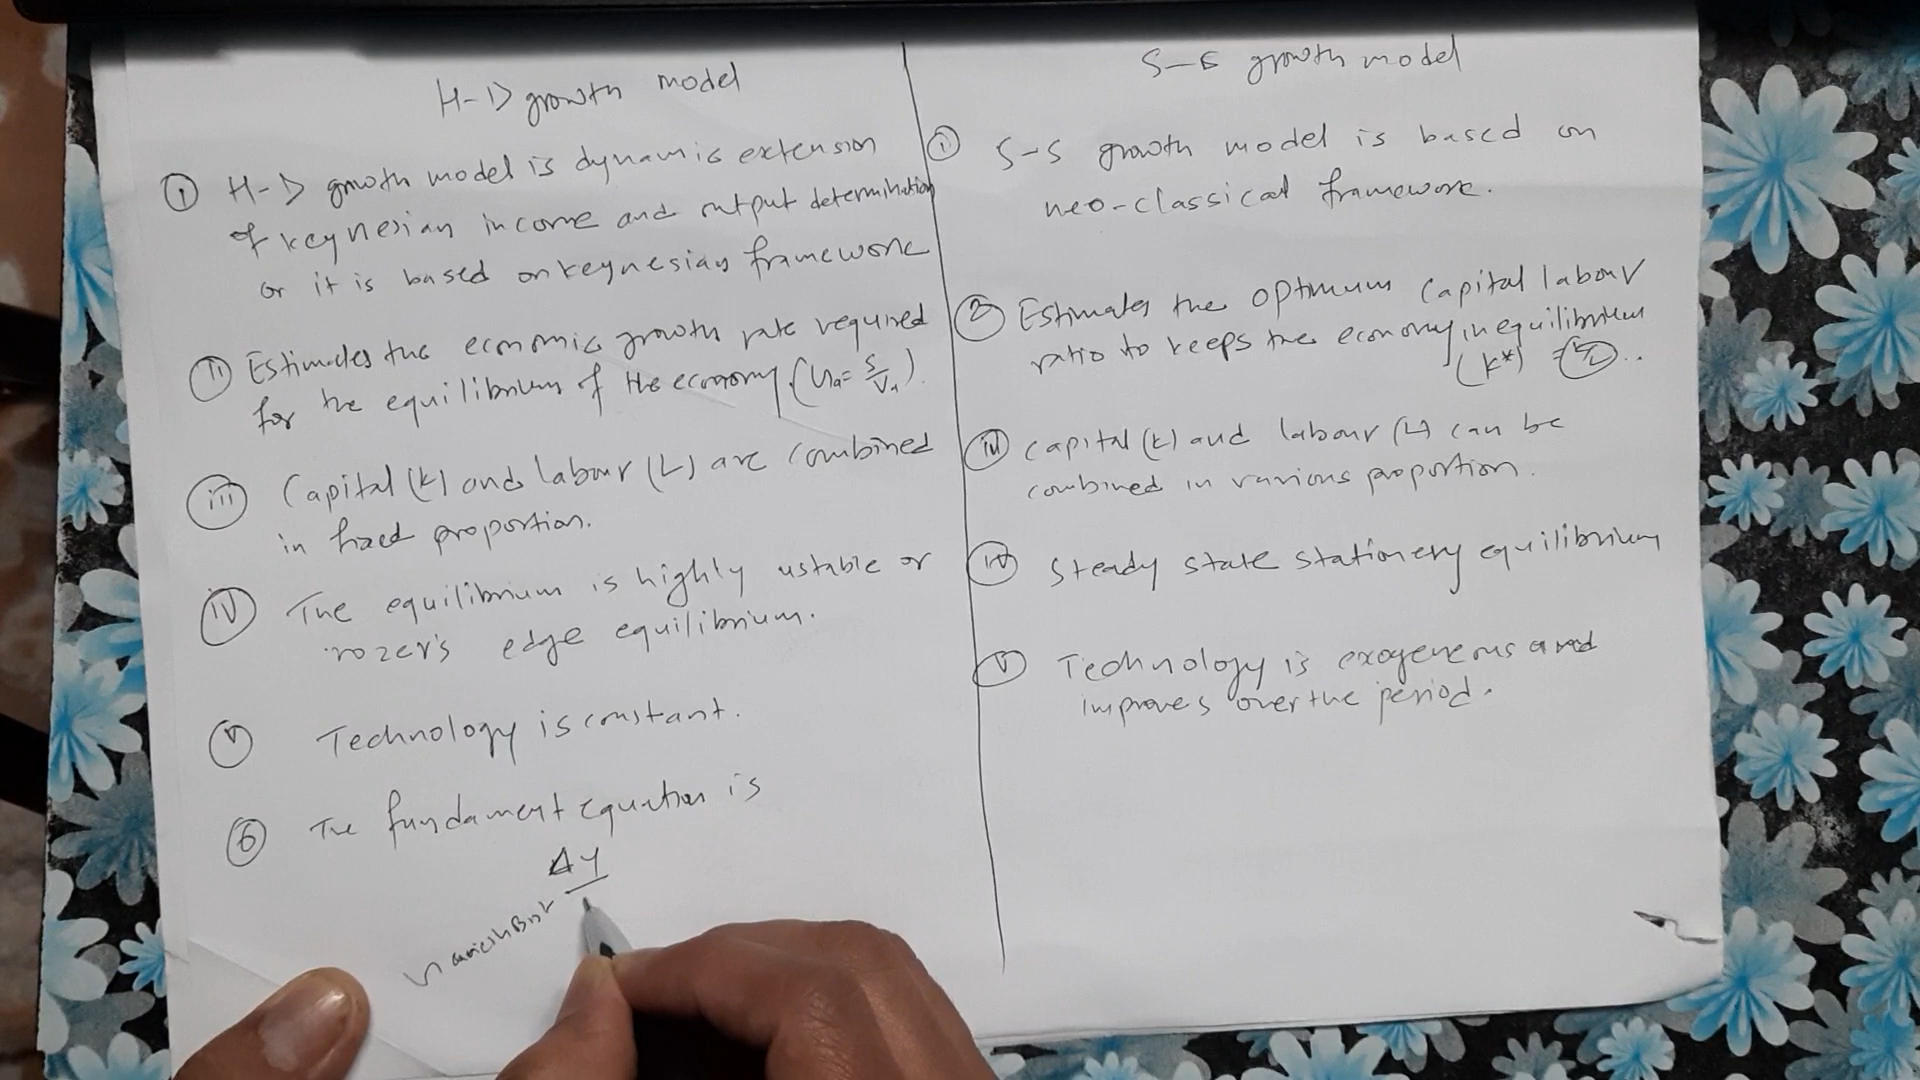 H-D growth model
① H-D growth model is dynamic extension
of keynesian income and output determination
or it is based on keynesian framework
ii Estimates the economic growth rate required
for the equilibrium of the economy.
iii Capital (K) and labour (L) are combined
in fixed proportion.
iv The equilibrium is highly ustable or
rozer's edge equilibrium.
v Technology is constant.
⑥ The fundament equation is
ΔY
S-S growth model
① S-S growth model is based on
neo-classical framework.
② Estimates the optimum capital labour
ratio to keeps the economy in equilibrium
(k*)
iii capital (K) and labour (L) can be
combined in various proportion.
iv Steady state stationery equilibrium
v Technology is exogeneous and
improves over the period.